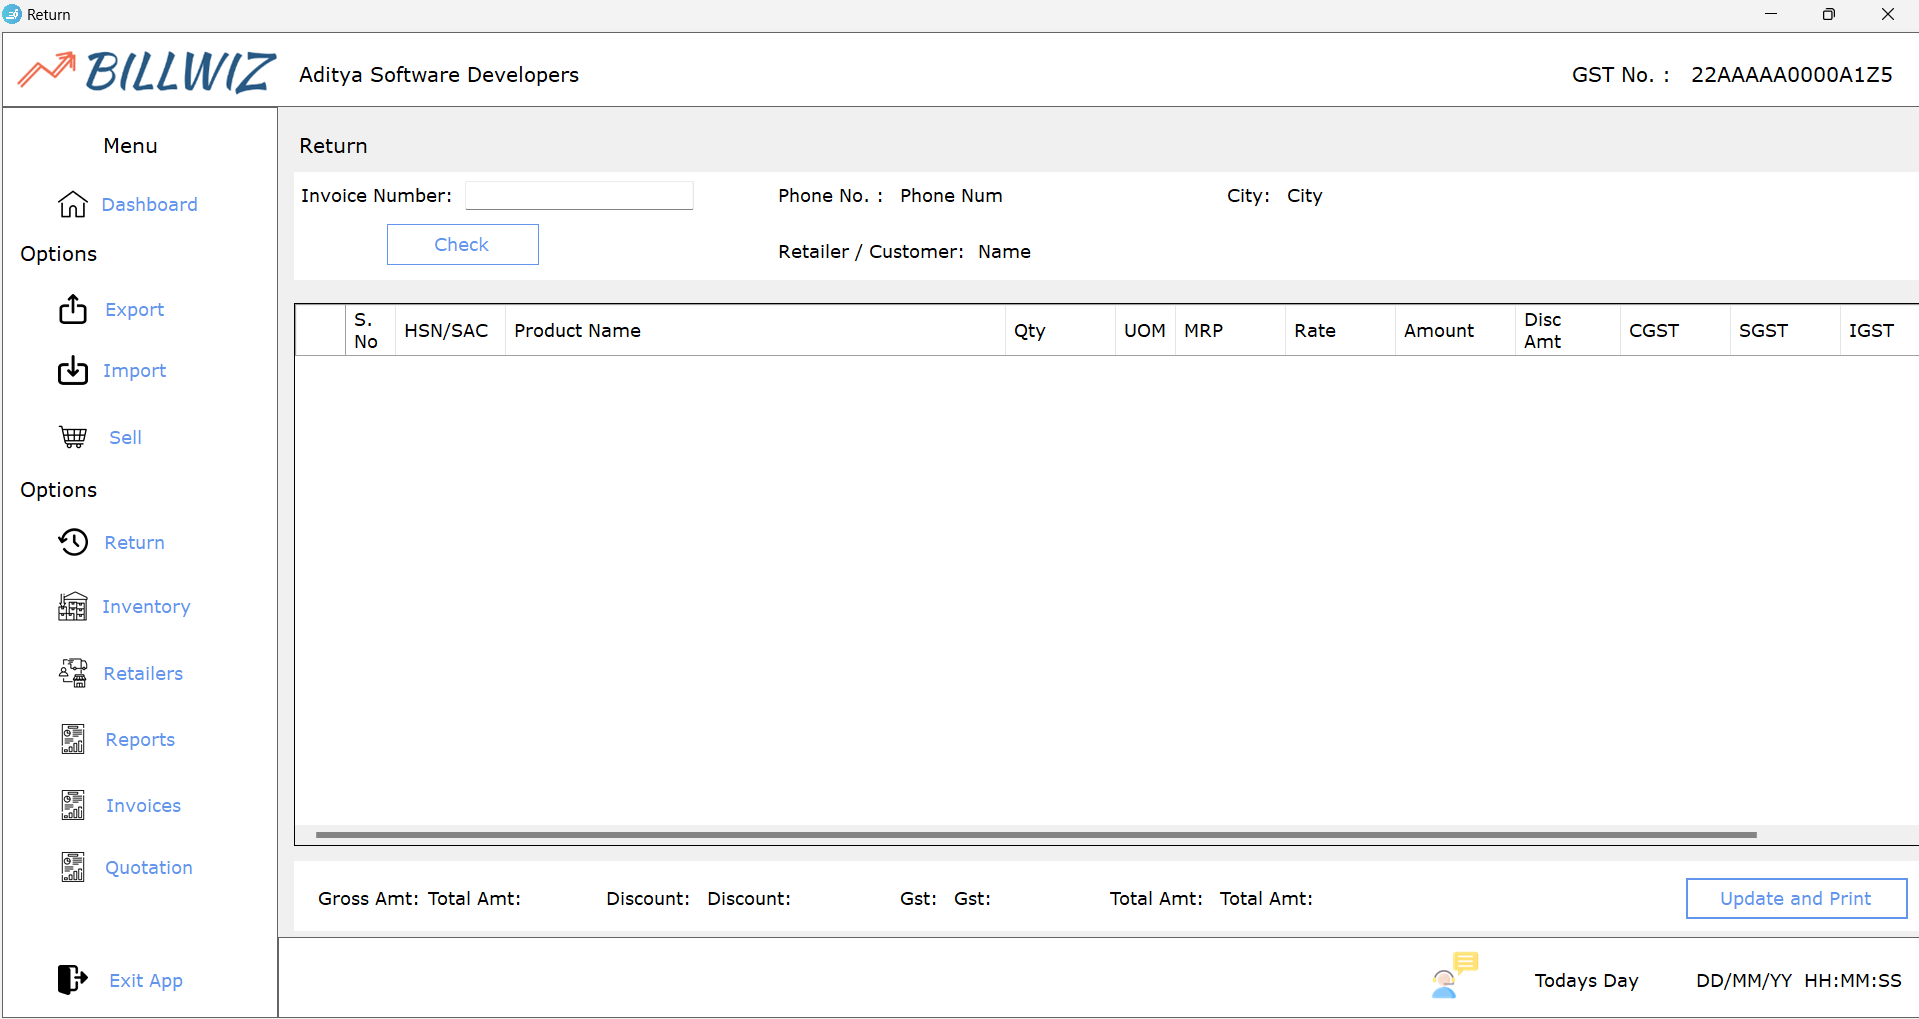 Return
BILLWIZ Aditya Software Developers GST No. : 22AAAAA0000A1Z5
Menu
Dashboard
Options
Export
Import
Sell
Options
Return
Inventory
Retailers
Reports
Invoices
Quotation
Exit App
Return
Invoice Number: Phone No. : Phone Num City: City
Check
Retailer / Customer: Name
S. No HSN/SAC Product Name Qty UOM MRP Rate Amount Disc Amt CGST SGST IGST
Gross Amt: Total Amt: Discount: Discount: Gst: Gst: Total Amt: Total Amt: Update and Print
Todays Day DD/MM/YY HH:MM:SS